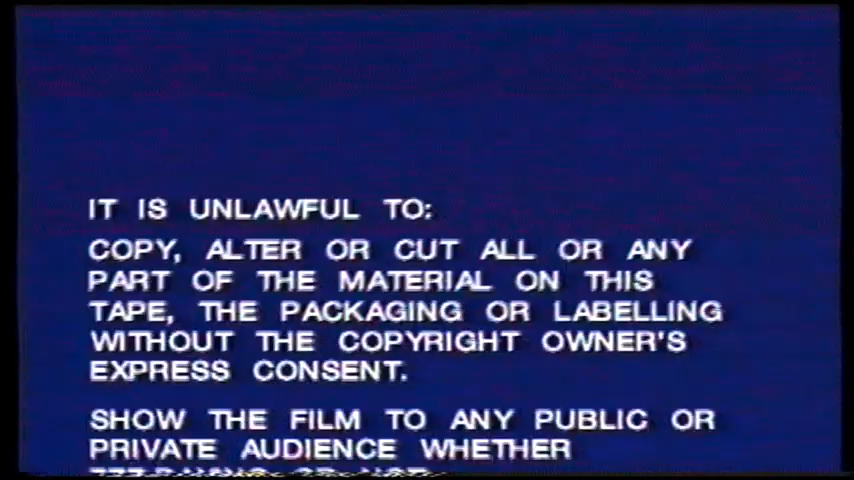 IT IS UNLAWFUL TO:
COPY, ALTER OR CUT ALL OR ANY
PART OF THE MATERIAL ON THIS
TAPE, THE PACKAGING OR LABELLING
WITHOUT THE COPYRIGHT OWNER'S
EXPRESS CONSENT.
SHOW THE FILM TO ANY PUBLIC OR
PRIVATE AUDIENCE WHETHER